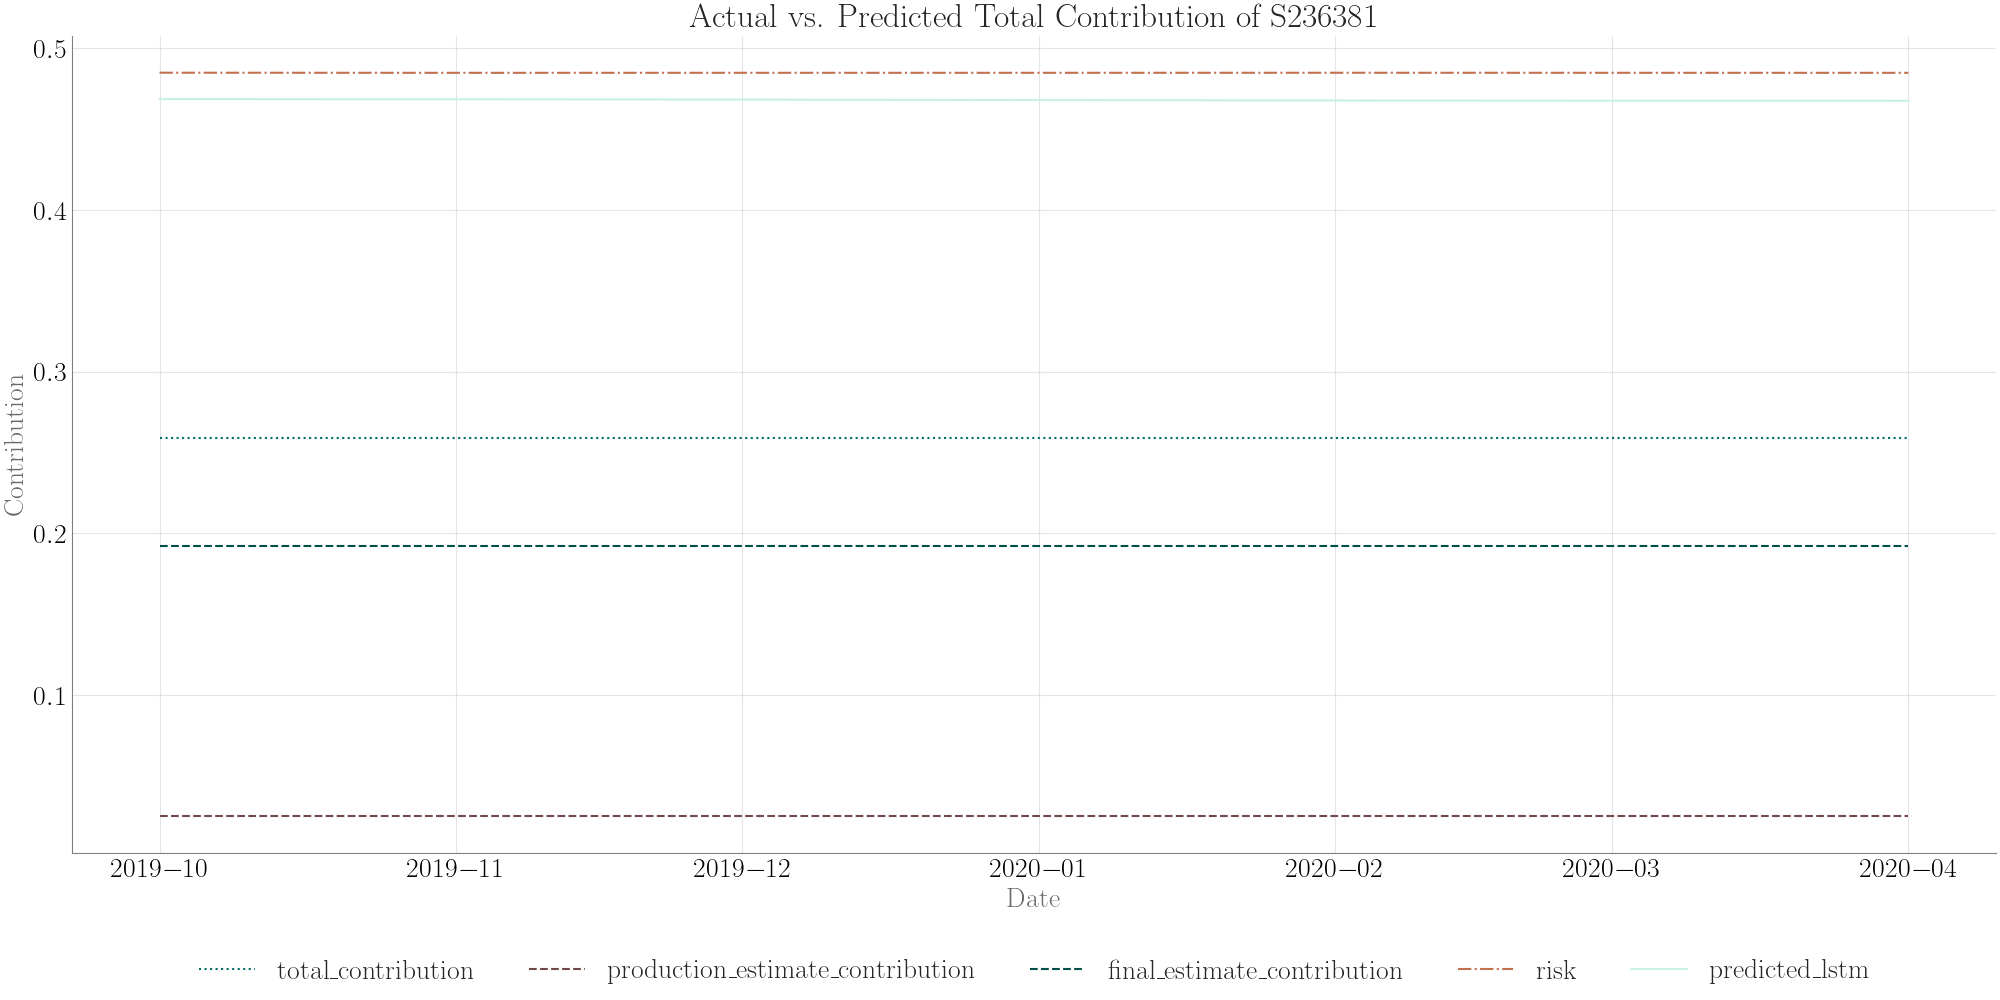 Actual vs. Predicted Total Contribution of S236381
0.5
0.4
0.3
0.2
0.1
Contribution
2019–10 2019–11 2019–12 2020–01 2020–02 2020–03 2020–04
Date
total_contribution production_estimate_contribution final_estimate_contribution risk predicted_lstm